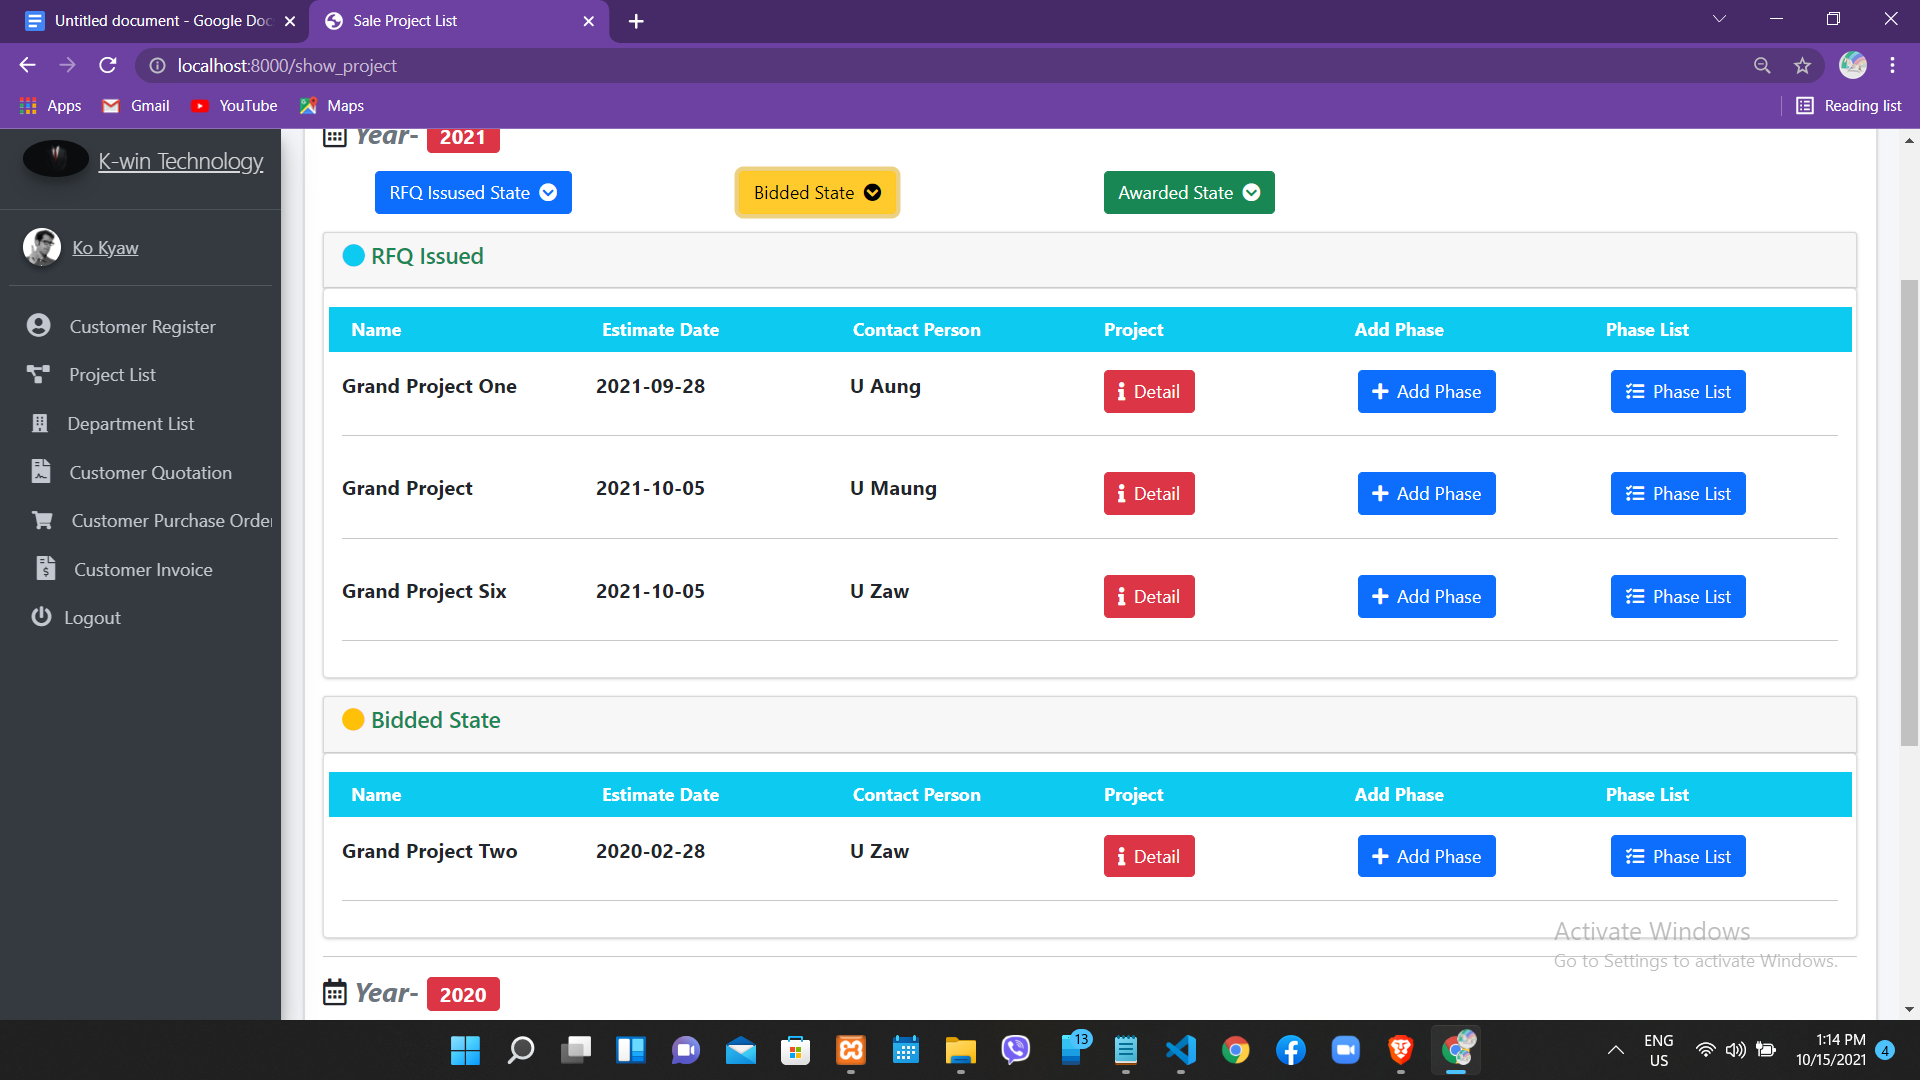 Untitled document - Google Doc
Sale Project List
localhost:8000/show_project
Apps
Gmail
YouTube
Maps
Reading list
K-win Technology
Ko Kyaw
Customer Register
Project List
Department List
Customer Quotation
Customer Purchase Order
Customer Invoice
Logout
Year- 2021
RFQ Issused State
Bidded State
Awarded State
RFQ Issued
Name Estimate Date Contact Person Project Add Phase Phase List
Grand Project One 2021-09-28 U Aung Detail Add Phase Phase List
Grand Project 2021-10-05 U Maung Detail Add Phase Phase List
Grand Project Six 2021-10-05 U Zaw Detail Add Phase Phase List
Bidded State
Name Estimate Date Contact Person Project Add Phase Phase List
Grand Project Two 2020-02-28 U Zaw Detail Add Phase Phase List
Activate Windows
Go to Settings to activate Windows.
Year- 2020
13
ENG
US
1:14 PM
10/15/2021
4